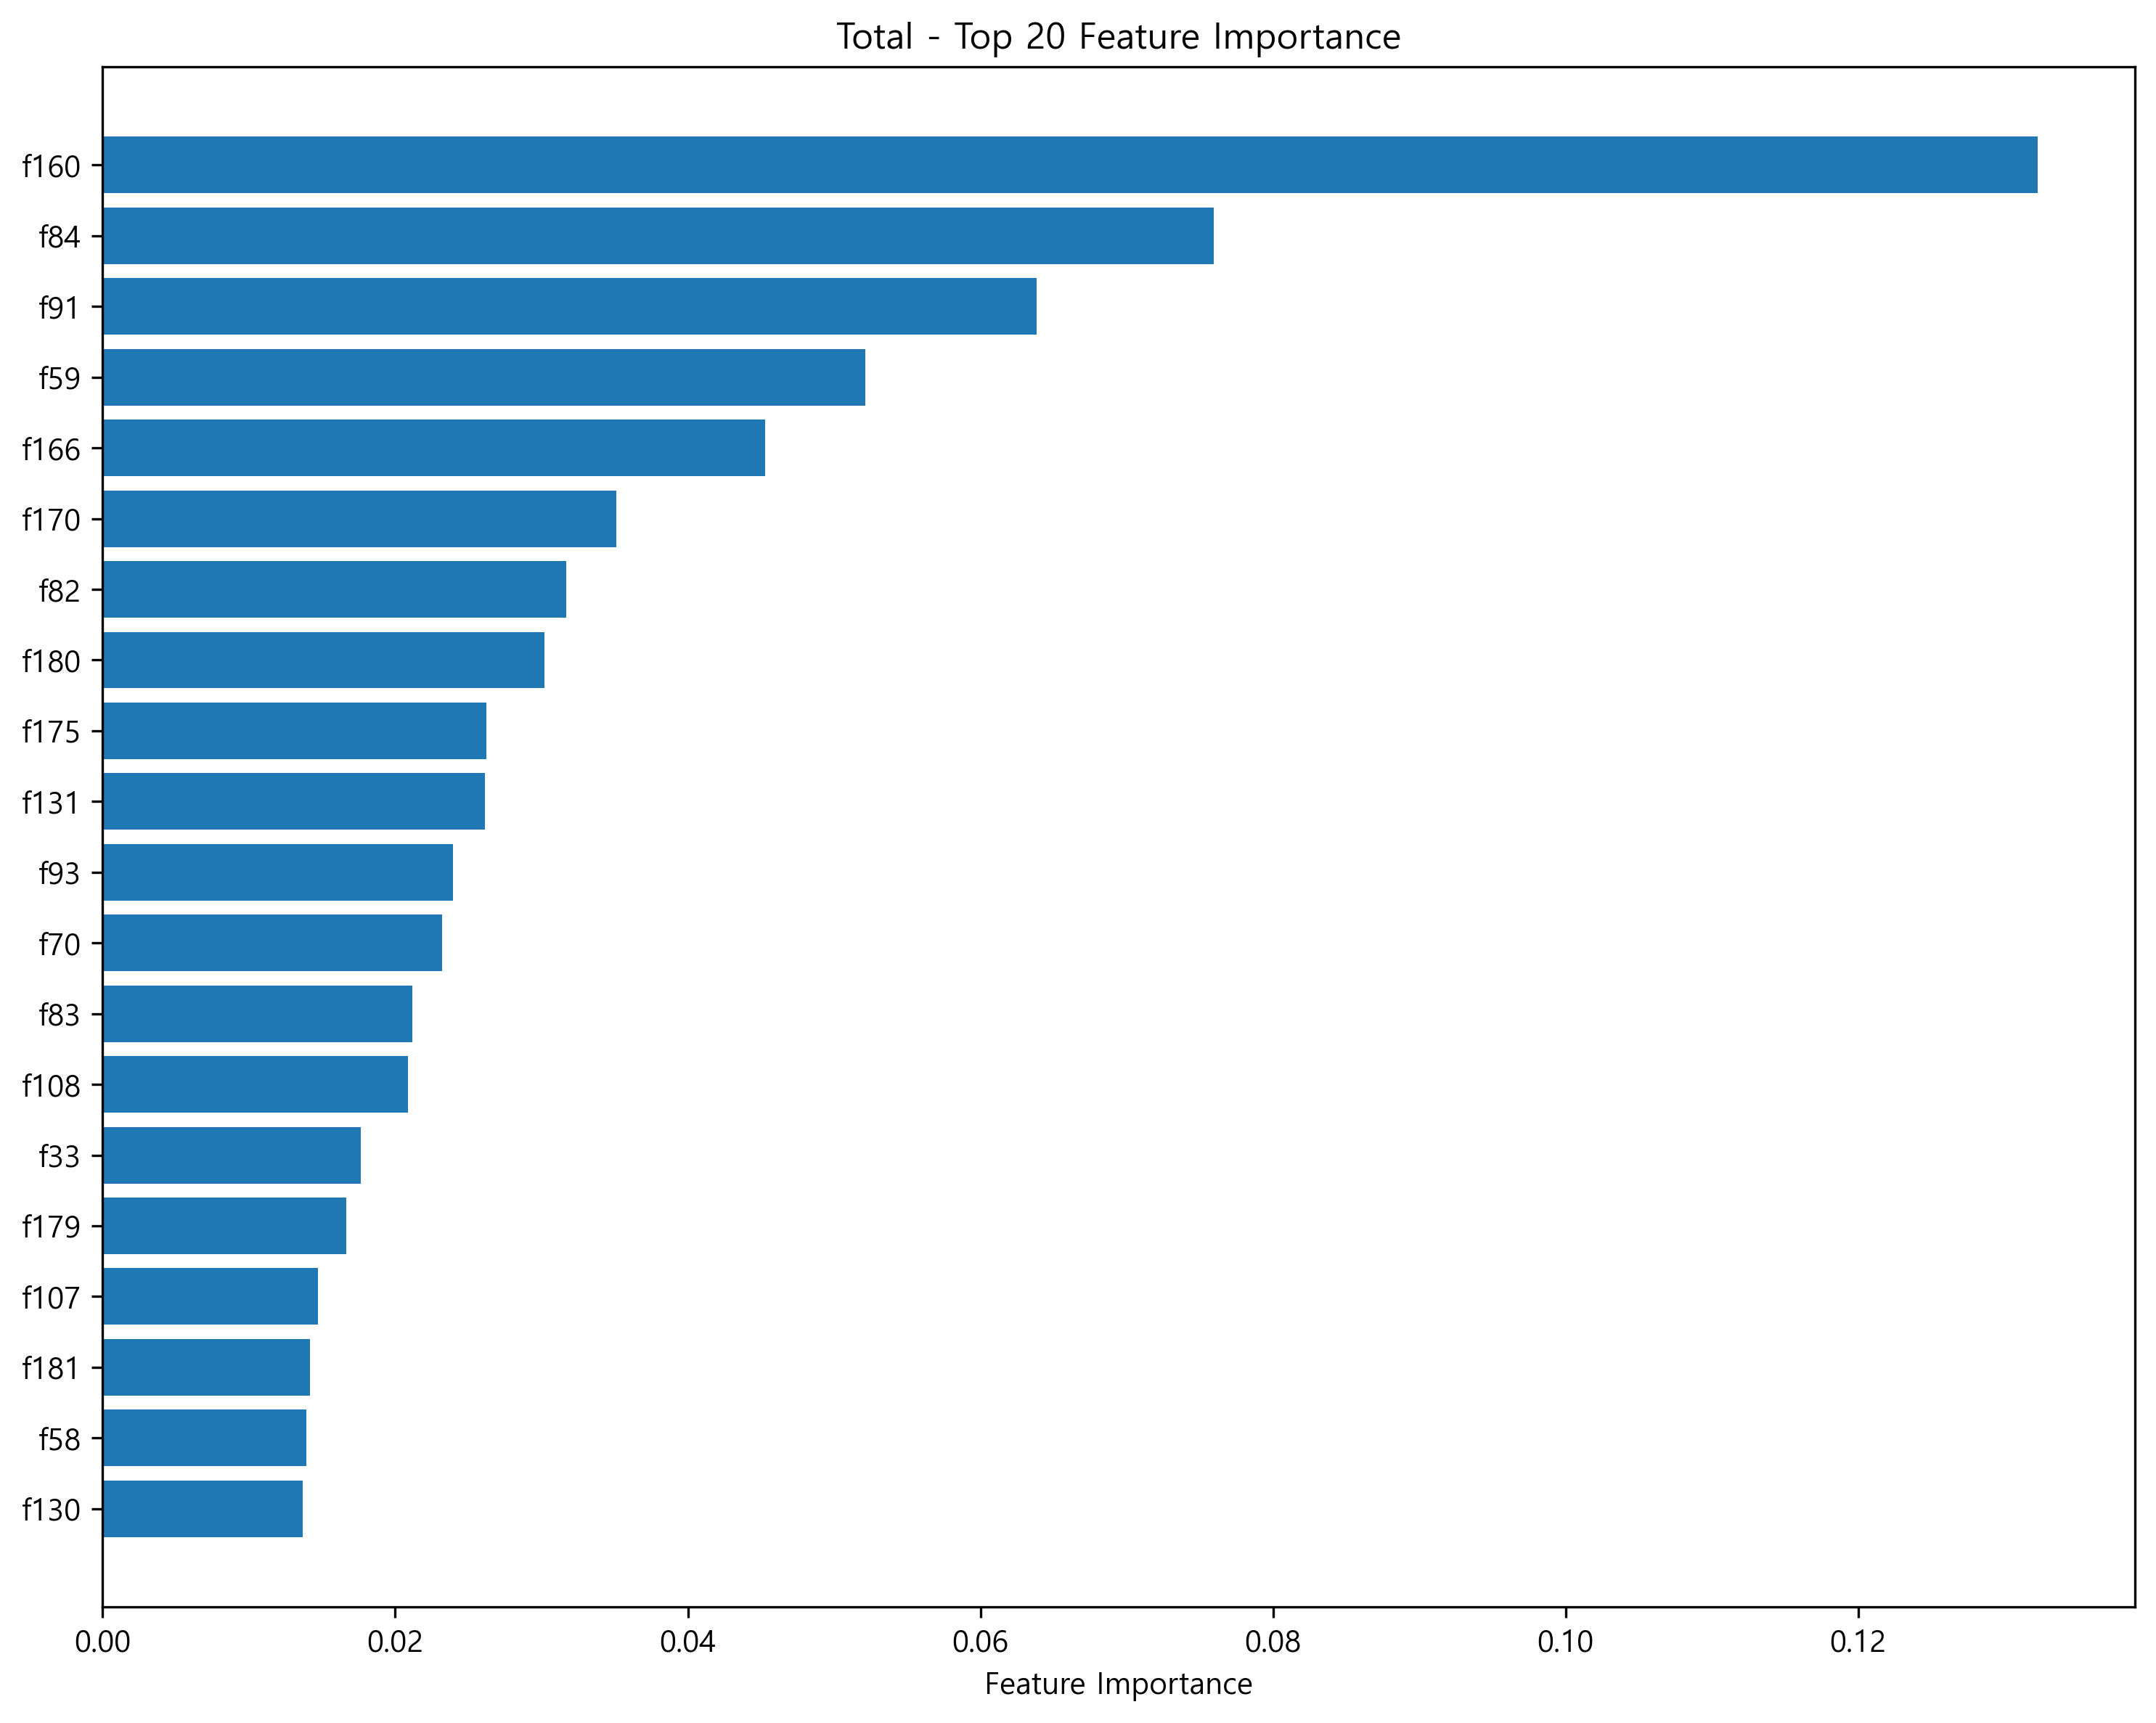 Total - Top 20 Feature Importance
f160
f84
f91
f59
f166
f170
f82
f180
f175
f131
f93
f70
f83
f108
f33
f179
f107
f181
f58
f130
0.00 0.02 0.04 0.06 0.08 0.10 0.12
Feature Importance